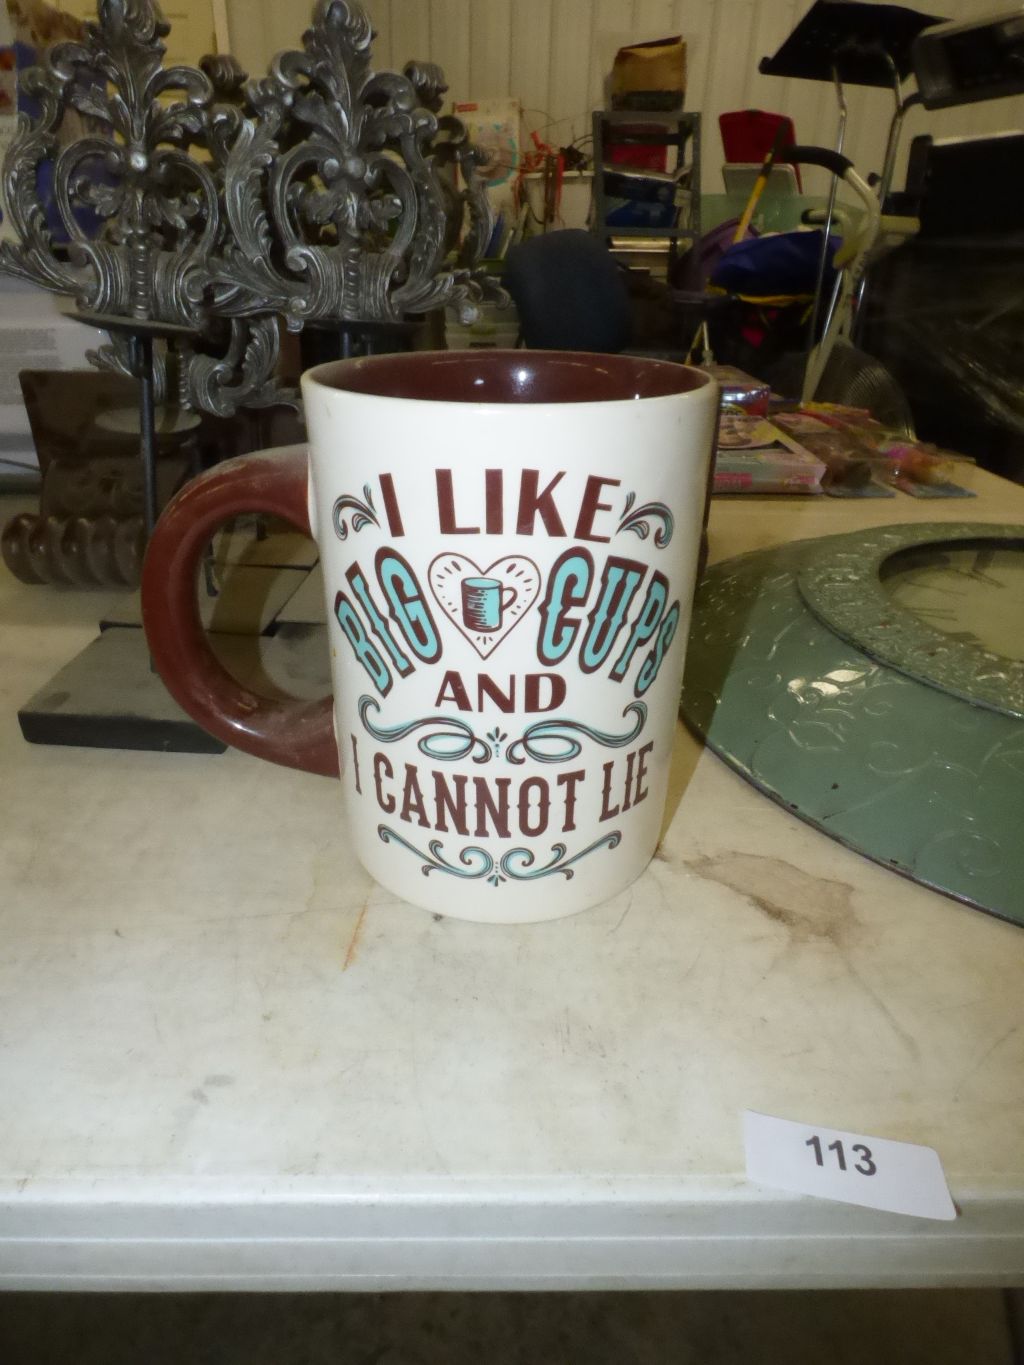 I LIKE
BIG CUPS
AND
I CANNOT LIE
113